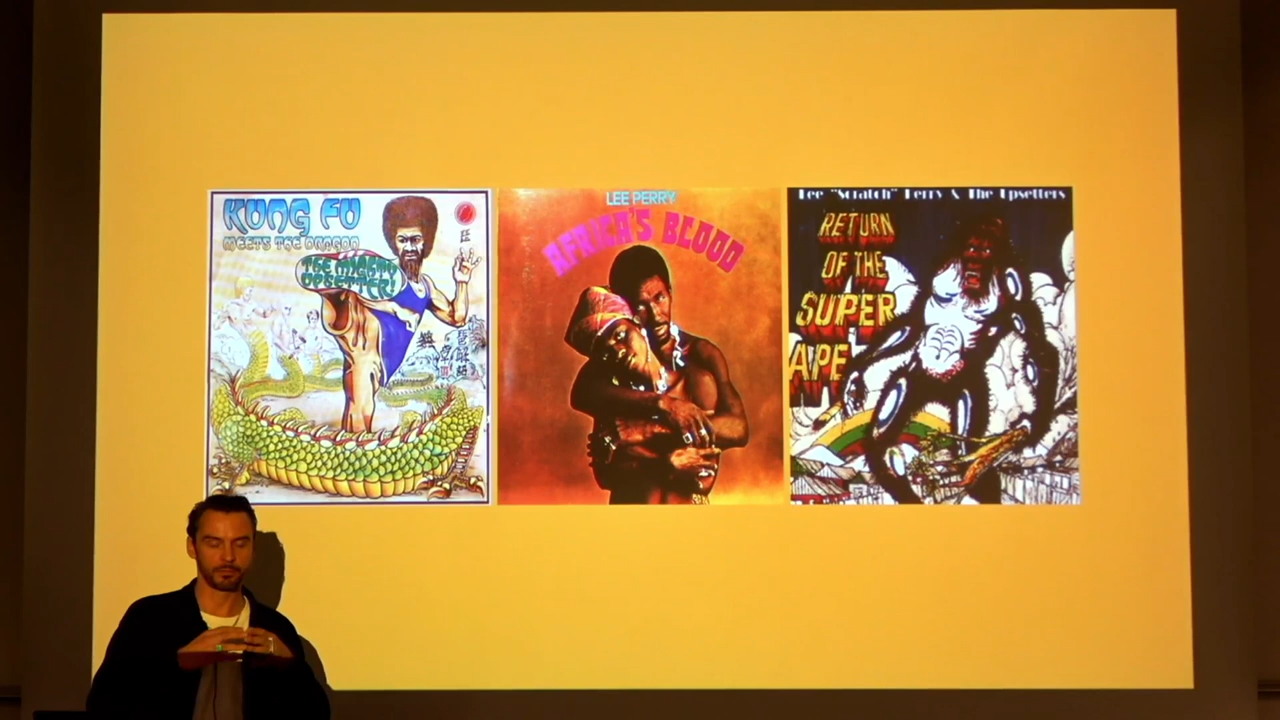 KUNG FU
MEETS THE DRAGON
THE MIGHTY
UPSETTER!
LEE PERRY
AFRICA'S BLOOD
Lee "Scratch" Perry & The Upsetters
RETURN
OF THE
SUPER
APE